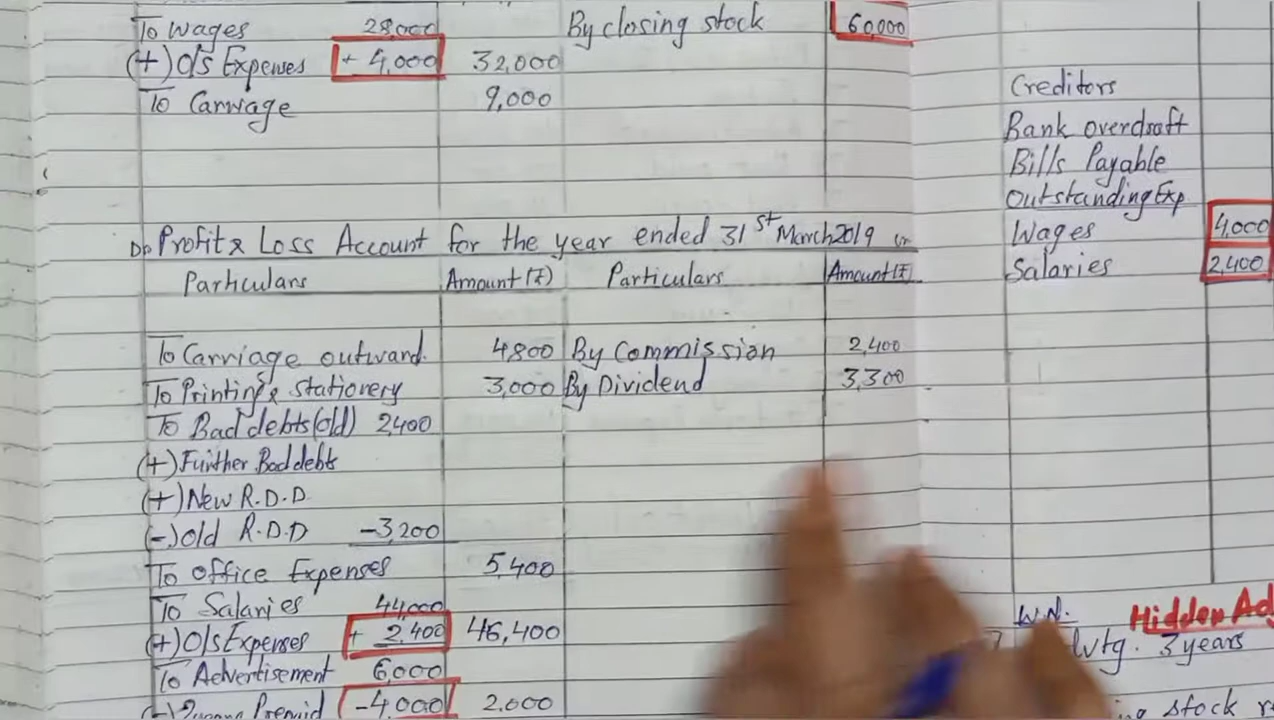 To Wages 28,000 By closing stock 60,000
(+) O/s Expenses + 4,000 32,000
To Carriage 9,000
Creditors
Bank overdraft
Bills Payable
Outstanding Exp
Wages 4,000
Salaries 2,400
Dr Profit & Loss Account for the year ended 31st March 2019 Cr
Particulars Amount (₹) Particulars Amount (₹)
To Carriage outward. 4,800 By Commission 2,400
To Printing & stationery 3,000 By Dividend 3,300
To Bad debts (old) 2,400
(+) Further Bad debts
(+) New R.D.D
(-) Old R.D.D -3,200
To Office Expenses 5,400
To Salaries 44,000
(+) O/s Expenses + 2,400 46,400
To Advertisement 6,000
-4,000 2,000
W.N. Hidden Ad
3 years
stock